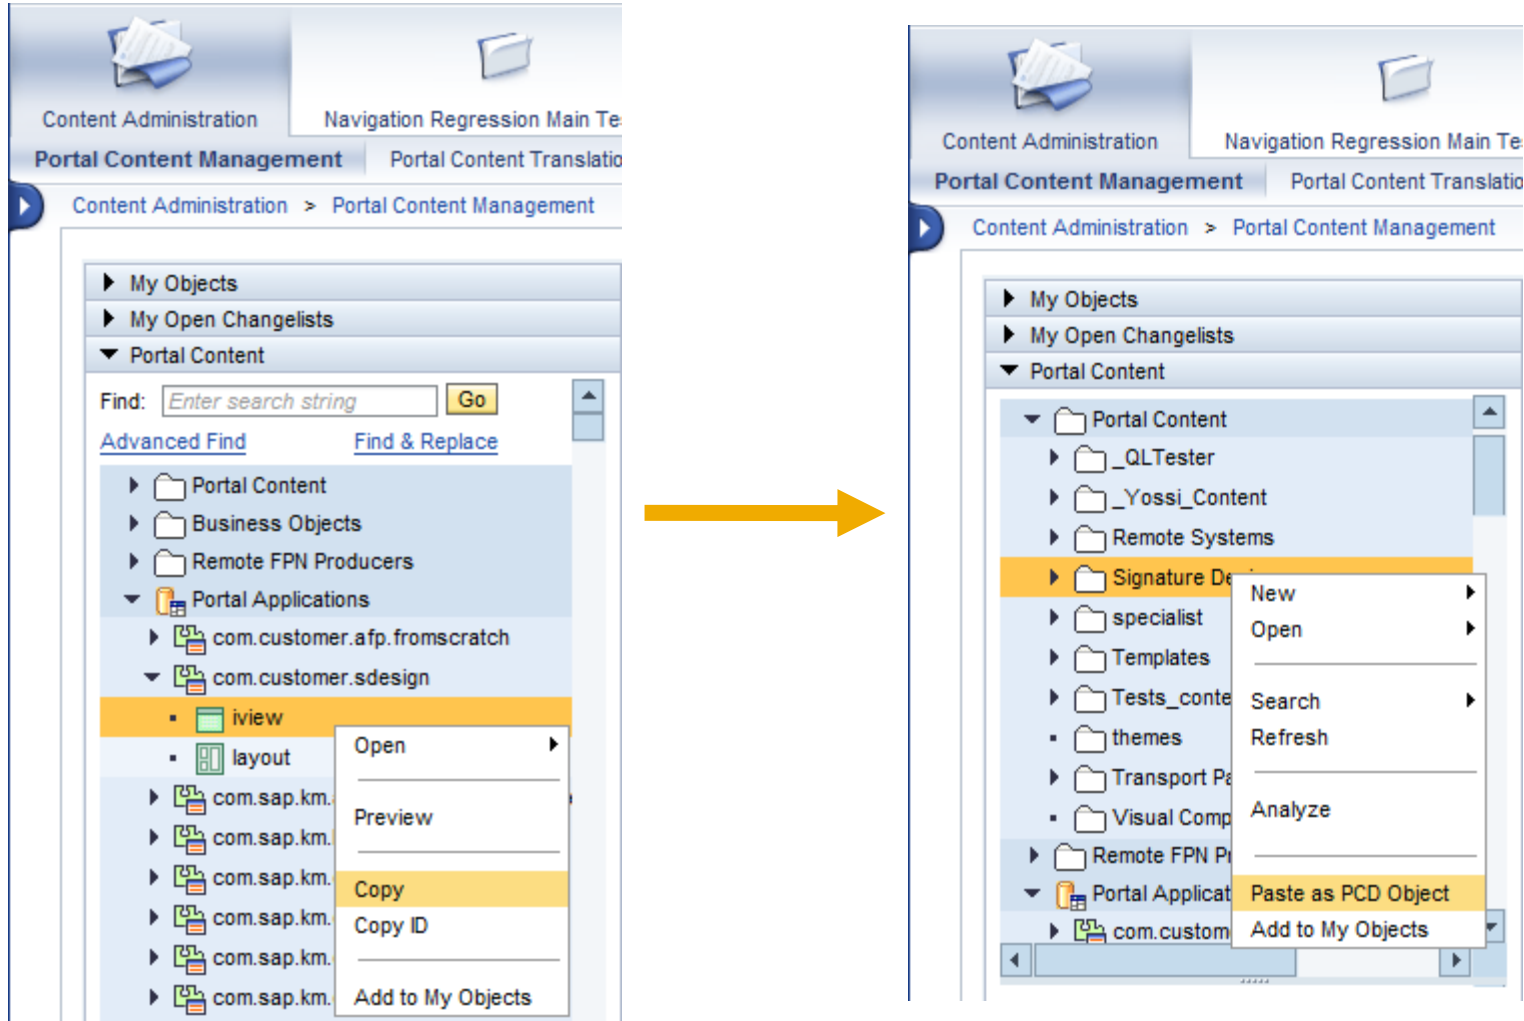 Content Administration
Navigation Regression Main Te
Portal Content Management
Portal Content Translatio
Content Administration > Portal Content Management
My Objects
My Open Changelists
Portal Content
Find: Enter search string Go
Advanced Find Find & Replace
Portal Content
Business Objects
Remote FPN Producers
Portal Applications
com.customer.afp.fromscratch
com.customer.sdesign
iview
layout
com.sap.km.
com.sap.km.
com.sap.km.
com.sap.km.
com.sap.km.
com.sap.km.
Open
Preview
Copy
Copy ID
Add to My Objects
Content Administration
Navigation Regression Main Te
Portal Content Management
Portal Content Translatio
Content Administration > Portal Content Management
My Objects
My Open Changelists
Portal Content
Portal Content
_QLTester
_Yossi_Content
Remote Systems
Signature De
specialist
Templates
Tests_conte
themes
Transport Pa
Visual Comp
Remote FPN P
Portal Applicat
com.custom
New
Open
Search
Refresh
Analyze
Paste as PCD Object
Add to My Objects